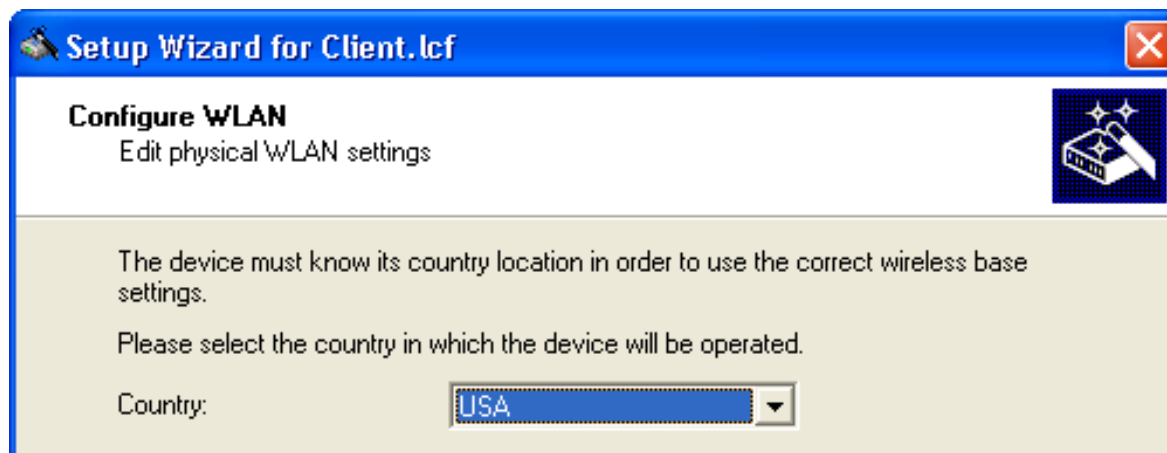 Setup Wizard for Client.lcf
Configure WLAN
Edit physical WLAN settings
The device must know its country location in order to use the correct wireless base
settings.
Please select the country in which the device will be operated.
Country:
USA